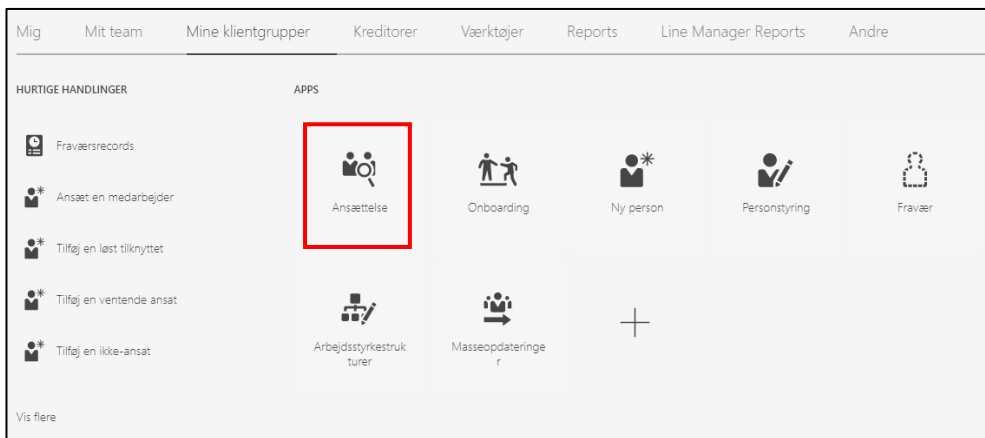 Mig Mit team Mine klientgrupper Kreditorer Værktøjer Reports Line Manager Reports Andre
HURTIGE HANDLINGER
Fraværsrecords
Ansæt en medarbejder
Tilføj en løst tilknyttet
Tilføj en ventende ansat
Tilføj en ikke-ansat
Vis flere
APPS
Ansættelse
Onboarding
Ny person
Personstyring
Fravær
Arbejdsstyrkestruk
turer
Masseopdateringe
r